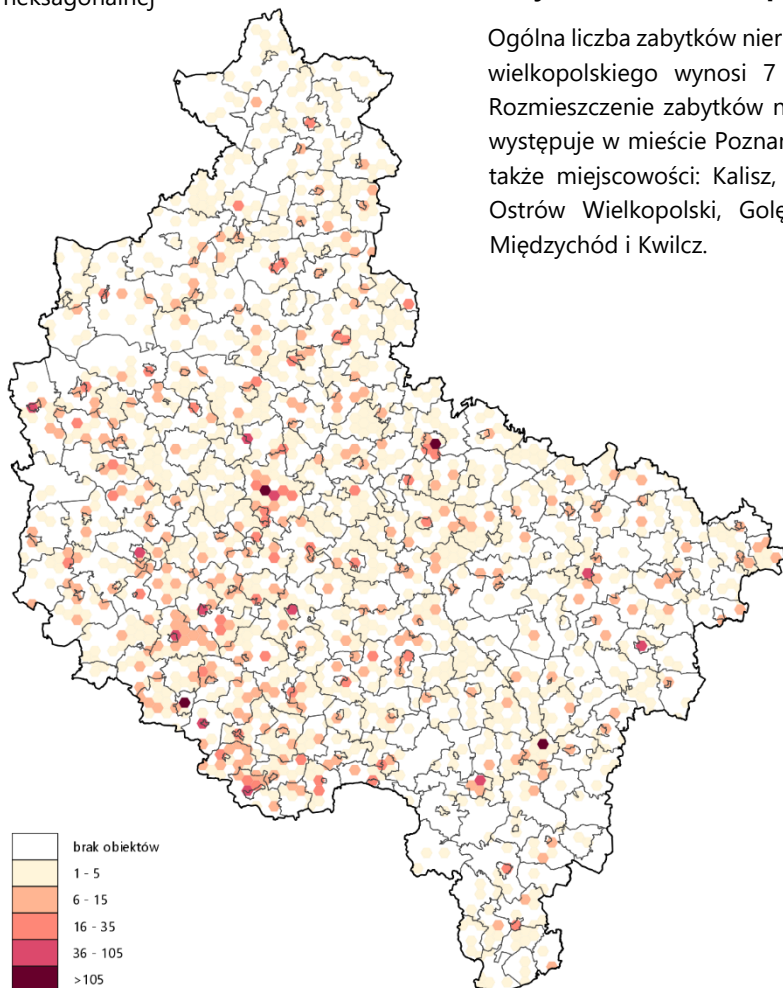 heksagonalnej
Ogólna liczba zabytków nier
wielkopolskiego wynosi 7
Rozmieszczenie zabytków n
występuje w mieście Poznań
także miejscowości: Kalisz,
Ostrów Wielkopolski, Golę
Międzychód i Kwilcz.
brak obiektów
1 - 5
6 - 15
16 - 35
36 - 105
>105